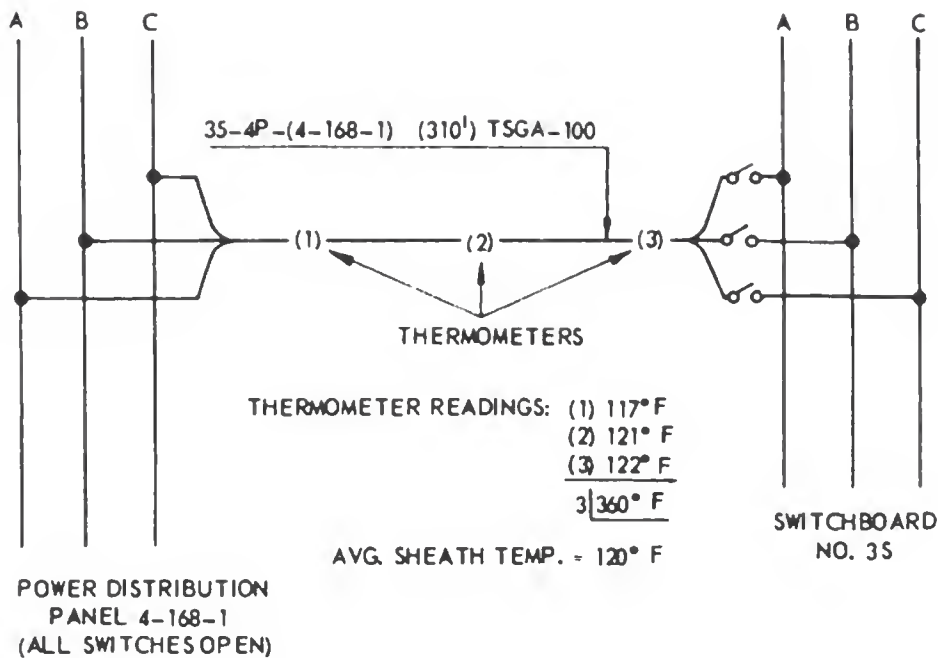 A B C
A B C
3S-4P-(4-168-1) (310') TSGA-100
(1) (2) (3)
THERMOMETERS
THERMOMETER READINGS: (1) 117° F
(2) 121° F
(3) 122° F
3 360° F
AVG. SHEATH TEMP. = 120° F
SWITCHBOARD
NO. 3S
POWER DISTRIBUTION
PANEL 4-168-1
(ALL SWITCHES OPEN)